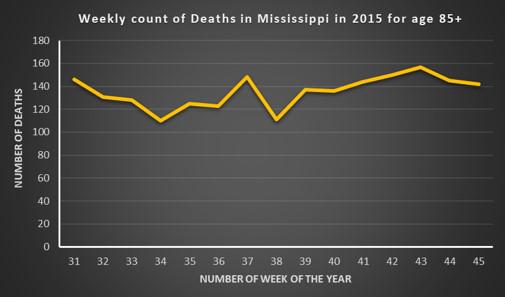 Weekly count of Deaths in Mississippi in 2015 for age 85+
180
160
140
120
100
80
60
40
20
0
NUMBER OF DEATHS
31 32 33 34 35 36 37 38 39 40 41 42 43 44 45
NUMBER OF WEEK OF THE YEAR